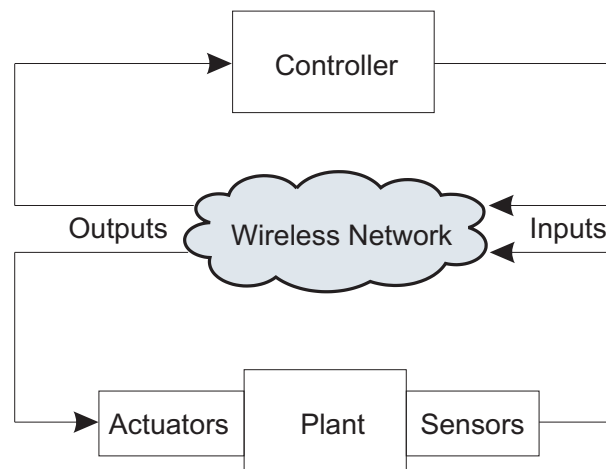 Controller
Outputs
Wireless Network
Inputs
Actuators
Plant
Sensors